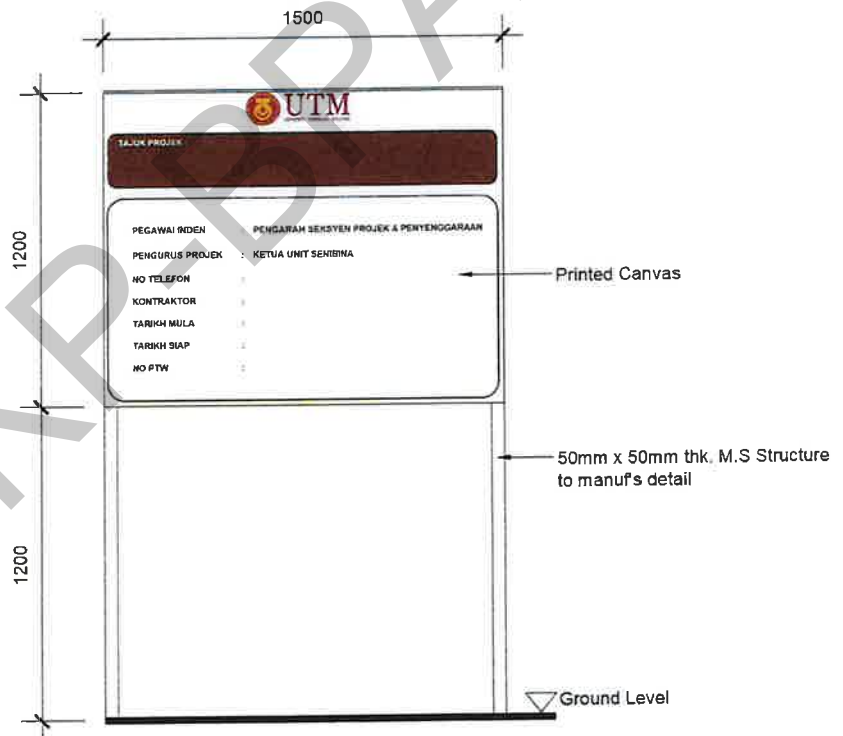 1500
UTM
TAJUK PROJEK
1200
PEGAWAI INDEN : PENGARAH SEKSYEN PROJEK & PENYENGGARAAN
PENGURUS PROJEK : KETUA UNIT SENIBINA
NO TELEFON :
KONTRAKTOR :
TARIKH MULA :
TARIKH SIAP :
NO PTW :
Printed Canvas
50mm x 50mm thk. M.S Structure
to manuf's detail
1200
Ground Level